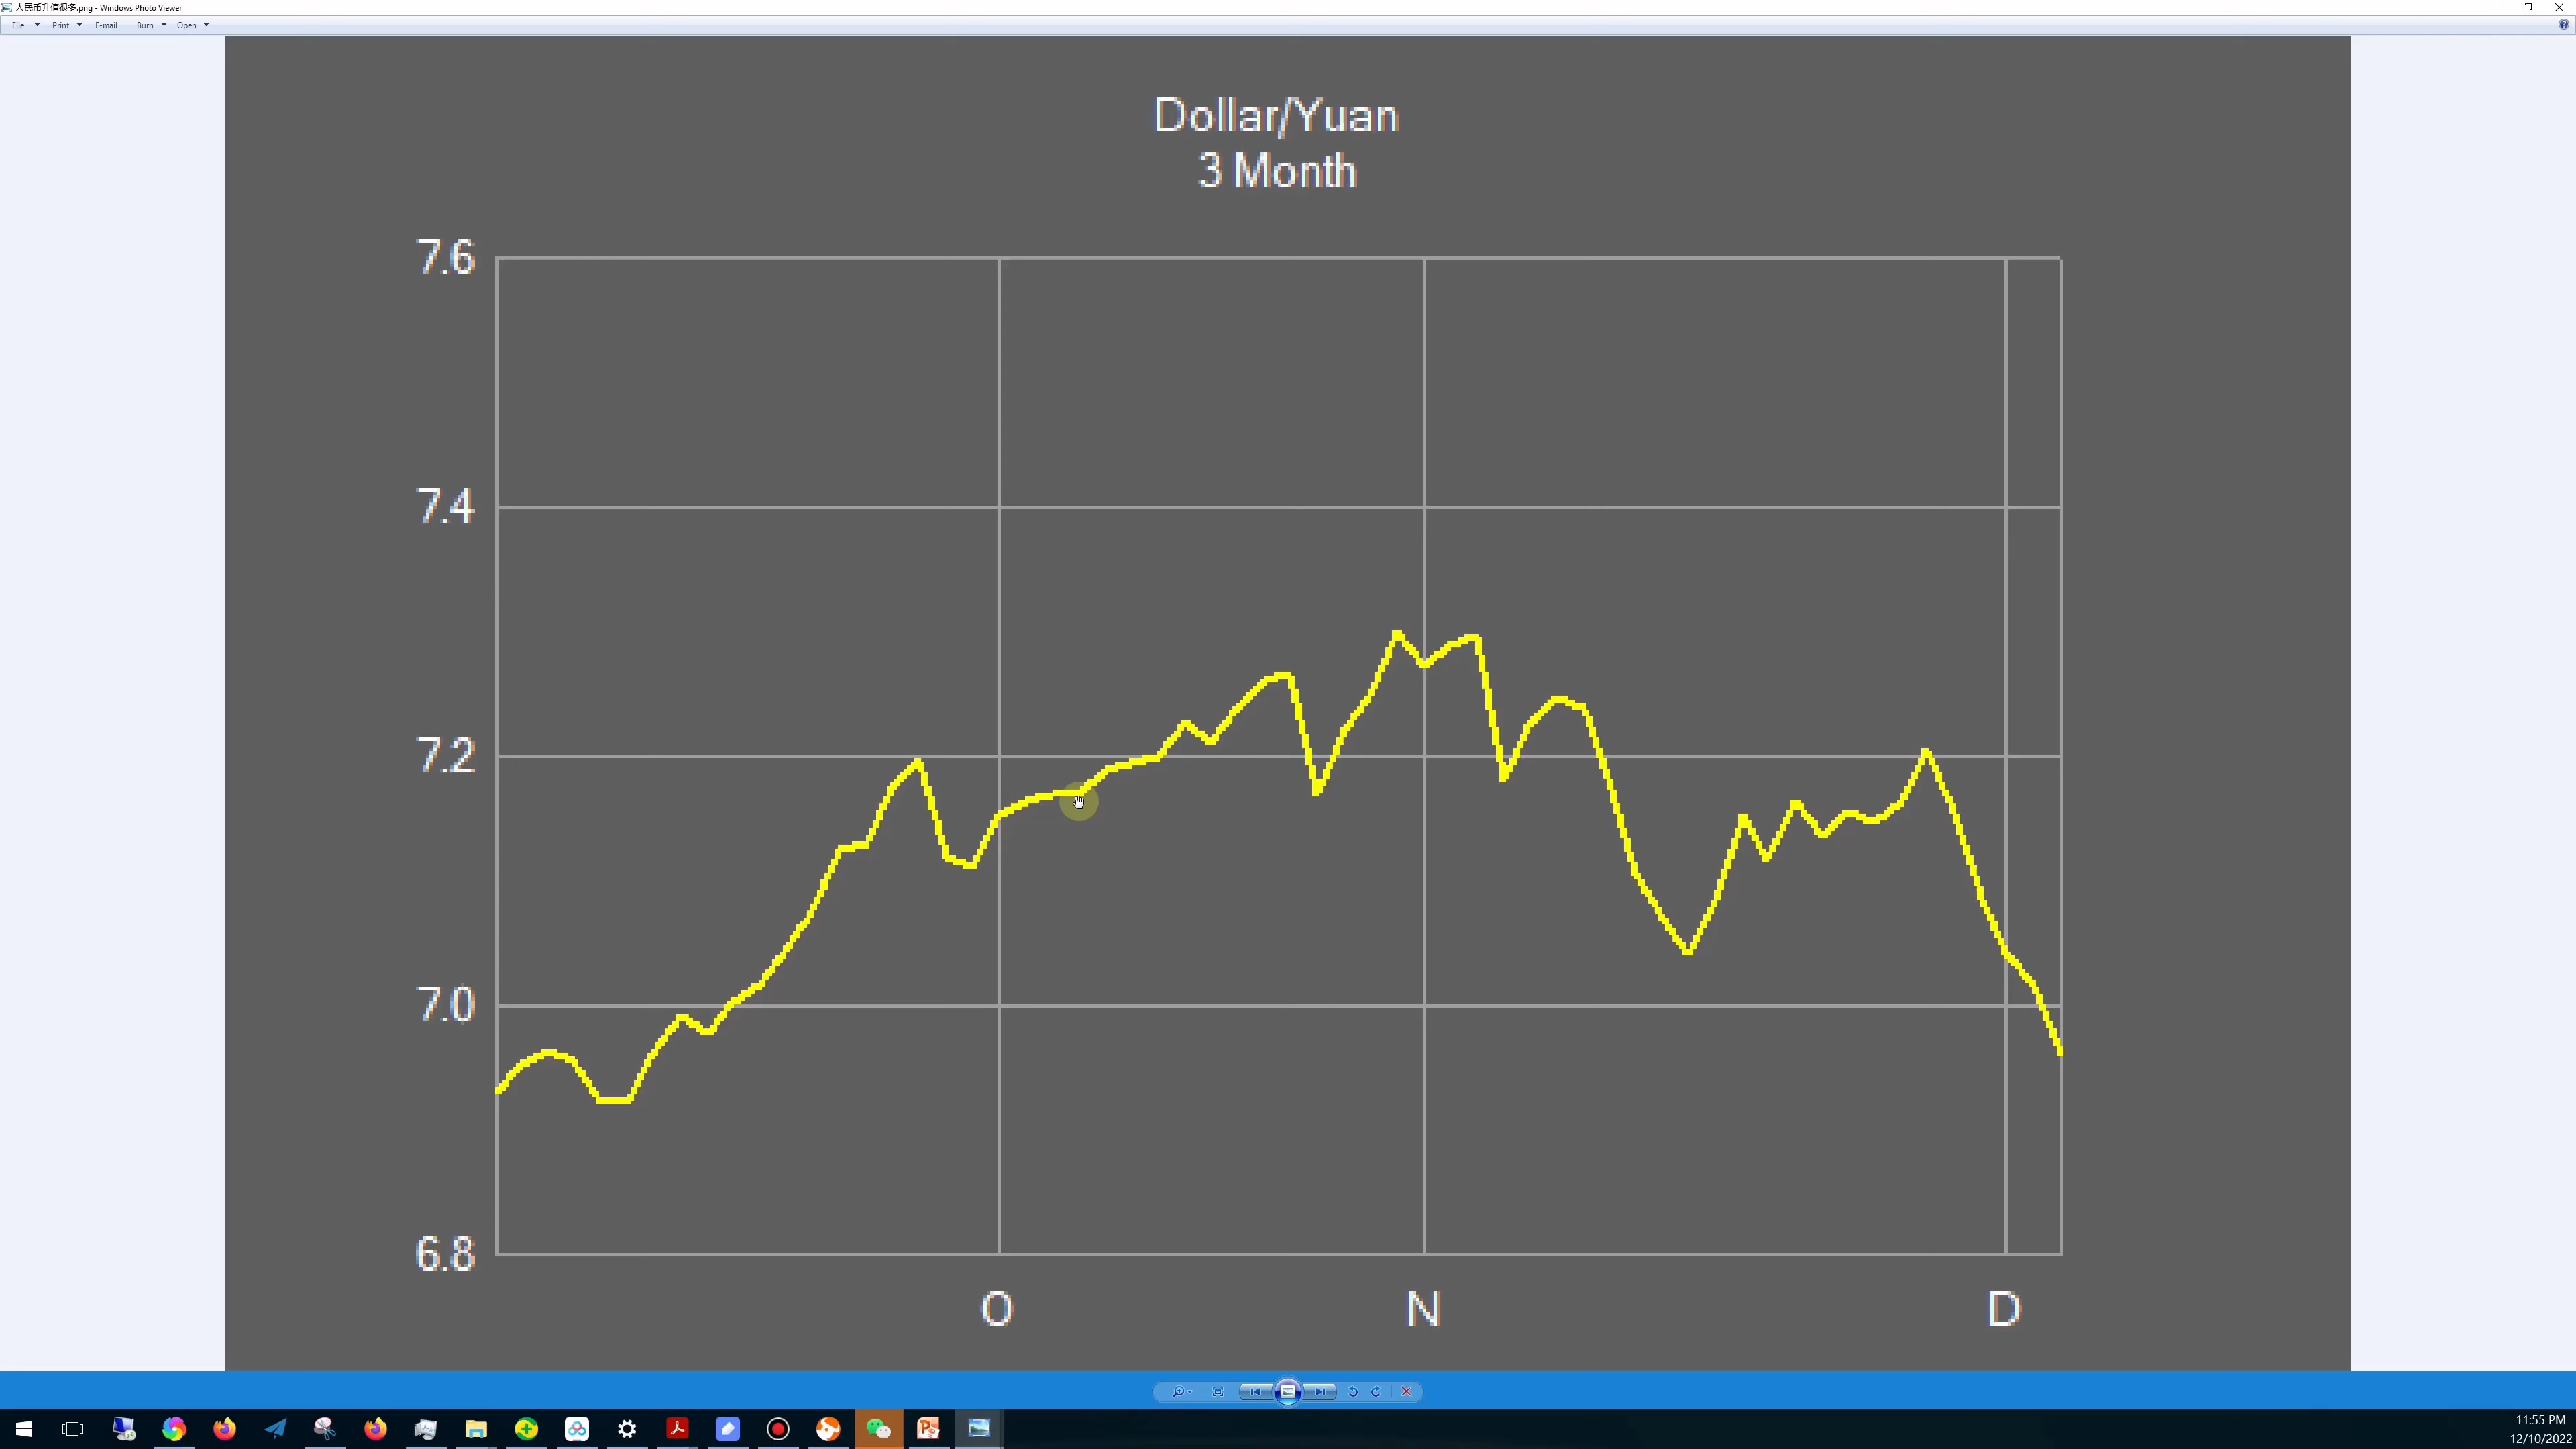 人民币升值很多.png - Windows Photo Viewer
File Print E-mail Burn Open
Dollar/Yuan
3 Month
7.6
7.4
7.2
7.0
6.8
O N D
11:55 PM
12/10/2022